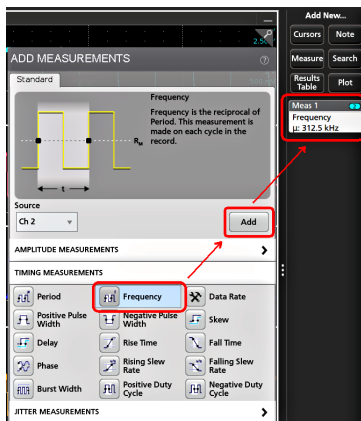 Add New...
Cursors
Note
Measure
Search
Results Table
Plot
Meas 1
2
Frequency
µ: 312.5 kHz
ADD MEASUREMENTS
Standard
Frequency
Frequency is the reciprocal of
Period. This measurement is
made on each cycle in the
record.
RM
t
Source
Ch 2
Add
AMPLITUDE MEASUREMENTS
TIMING MEASUREMENTS
Period
Frequency
Data Rate
Positive Pulse Width
Negative Pulse Width
Skew
Delay
Rise Time
Fall Time
Phase
Rising Slew Rate
Falling Slew Rate
Burst Width
Positive Duty Cycle
Negative Duty Cycle
JITTER MEASUREMENTS